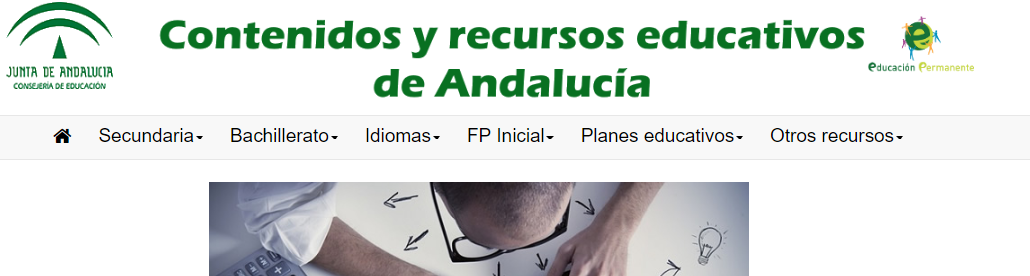 Contenidos y recursos educativos
de Andalucía
JUNTA DE ANDALUCIA
CONSEJERÍA DE EDUCACIÓN
e
Educación Permanente
Secundaria Bachillerato Idiomas FP Inicial Planes educativos Otros recursos